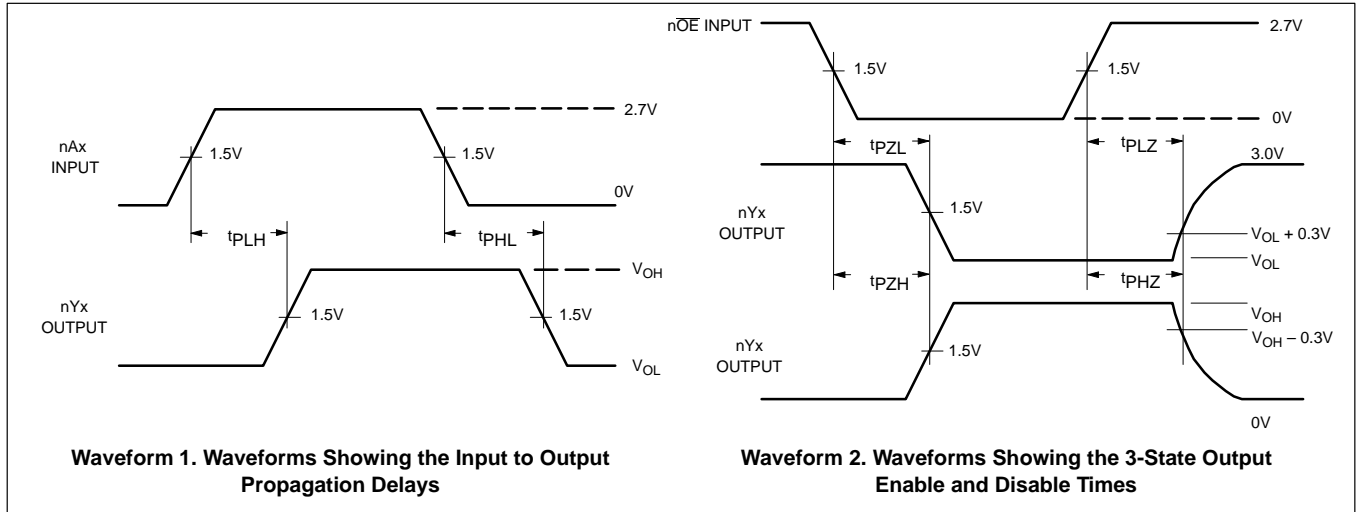 2.7V
nAx
INPUT
1.5V
1.5V
0V
tPLH
tPHL
VOH
nYx
OUTPUT
1.5V
1.5V
VOL
Waveform 1. Waveforms Showing the Input to Output
Propagation Delays
nO̅E̅ INPUT
2.7V
1.5V
1.5V
0V
tPZL
tPLZ
3.0V
nYx
OUTPUT
1.5V
VOL + 0.3V
VOL
tPZH
tPHZ
VOH
VOH – 0.3V
nYx
OUTPUT
1.5V
0V
Waveform 2. Waveforms Showing the 3-State Output
Enable and Disable Times